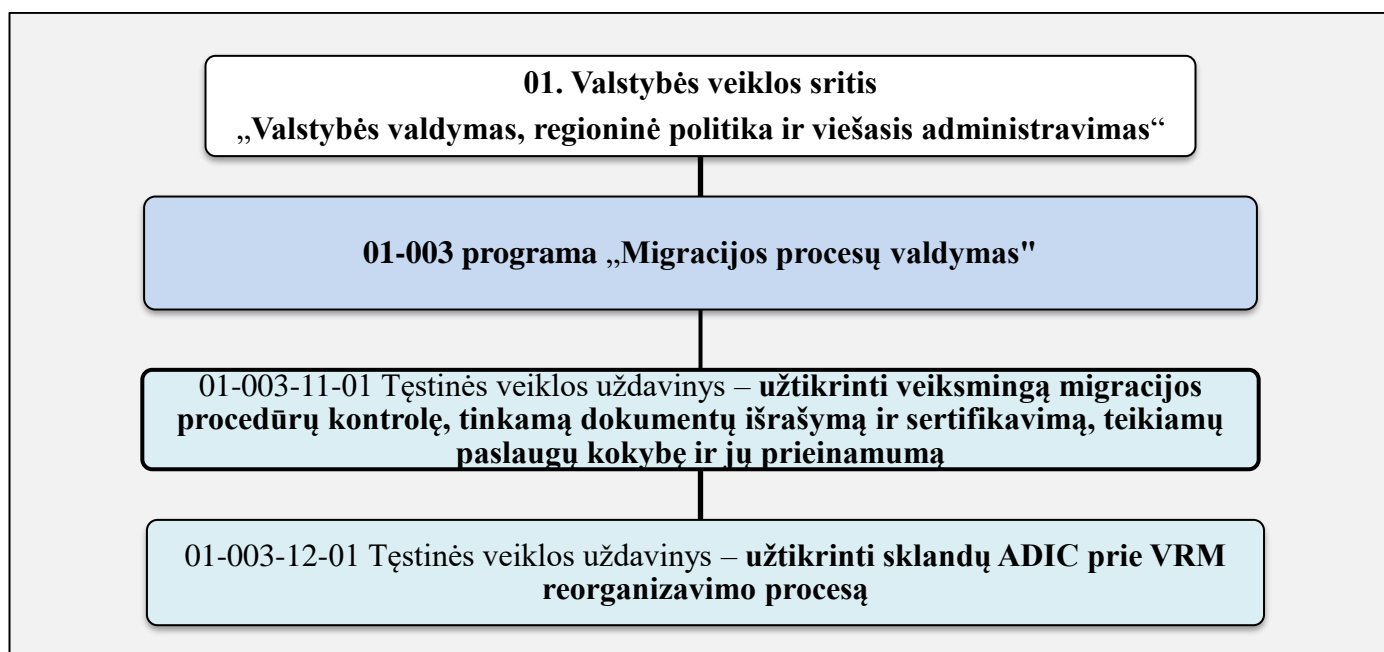 01. Valstybės veiklos sritis
„Valstybės valdymas, regioninė politika ir viešasis administravimas“
01-003 programa „Migracijos procesų valdymas"
01-003-11-01 Tęstinės veiklos uždavinys – užtikrinti veiksmingą migracijos
procedūrų kontrolę, tinkamą dokumentų išrašymą ir sertifikavimą, teikiamų
paslaugų kokybę ir jų prieinamumą
01-003-12-01 Tęstinės veiklos uždavinys – užtikrinti sklandų ADIC prie VRM
reorganizavimo procesą